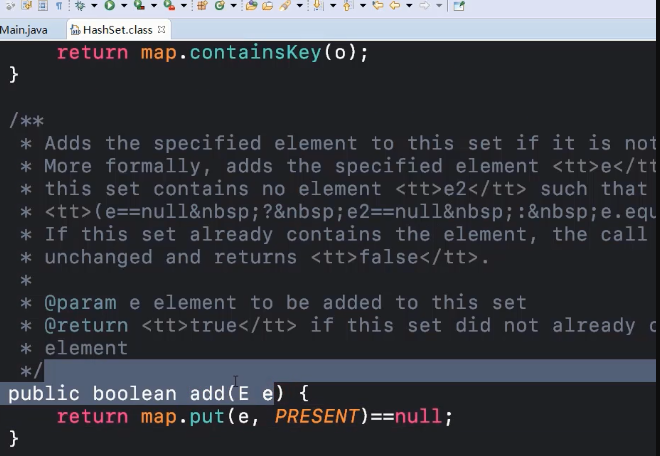 Main.java HashSet.class
return map.containsKey(o);
}
/**
* Adds the specified element to this set if it is not
* More formally, adds the specified element <tt>e</tt
* this set contains no element <tt>e2</tt> such that
* <tt>(e==null&nbsp;?&nbsp;e2==null&nbsp;:&nbsp;e.equ
* If this set already contains the element, the call
* unchanged and returns <tt>false</tt>.
*
* @param e element to be added to this set
* @return <tt>true</tt> if this set did not already
* element
*/
public boolean add(E e) {
return map.put(e, PRESENT)==null;
}